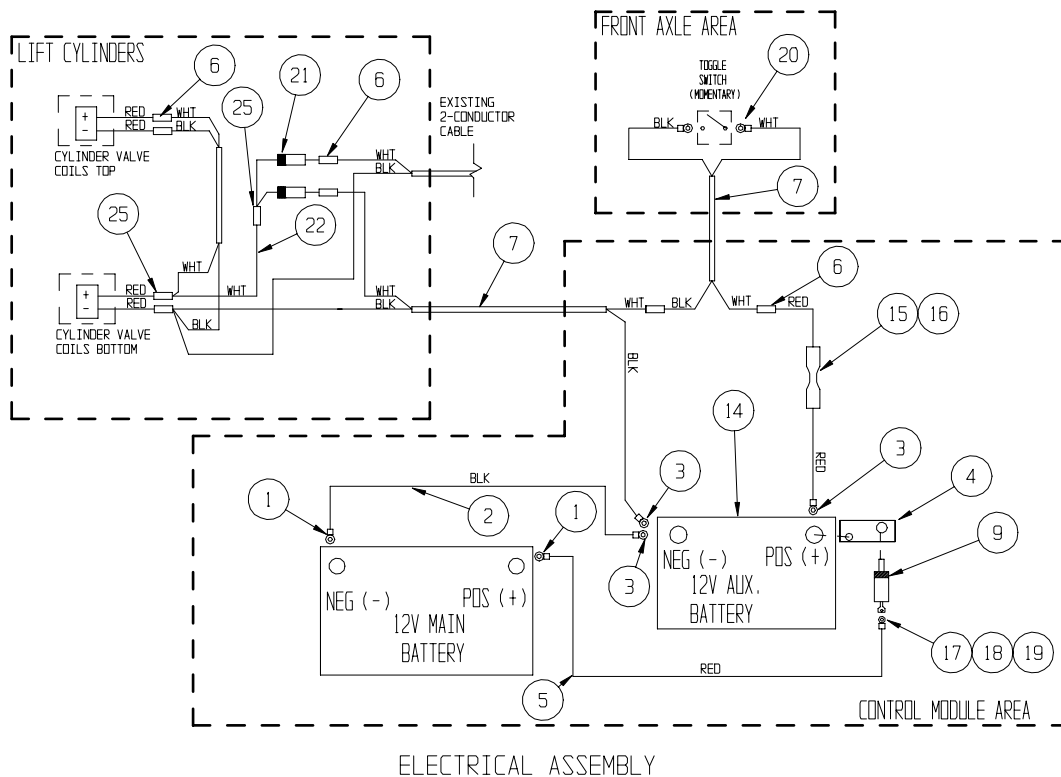 LIFT CYLINDERS
6
21
6
25
EXISTING
2-CONDUCTOR
CABLE
RED
WHT
RED
BLK
+
-
CYLINDER VALVE
COILS TOP
WHT
BLK
25
22
WHT
RED
WHT
RED
+
-
BLK
WHT
BLK
CYLINDER VALVE
COILS BOTTOM
7
FRONT AXLE AREA
TOGGLE
SWITCH
(MOMENTARY)
20
BLK
WHT
7
6
WHT
BLK
WHT
RED
15
16
BLK
14
RED
3
3
4
1
BLK
2
1
3
9
NEG (-)
POS (+)
12V MAIN
BATTERY
NEG (-)
POS (+)
12V AUX.
BATTERY
17
18
19
RED
5
CONTROL MODULE AREA
ELECTRICAL ASSEMBLY